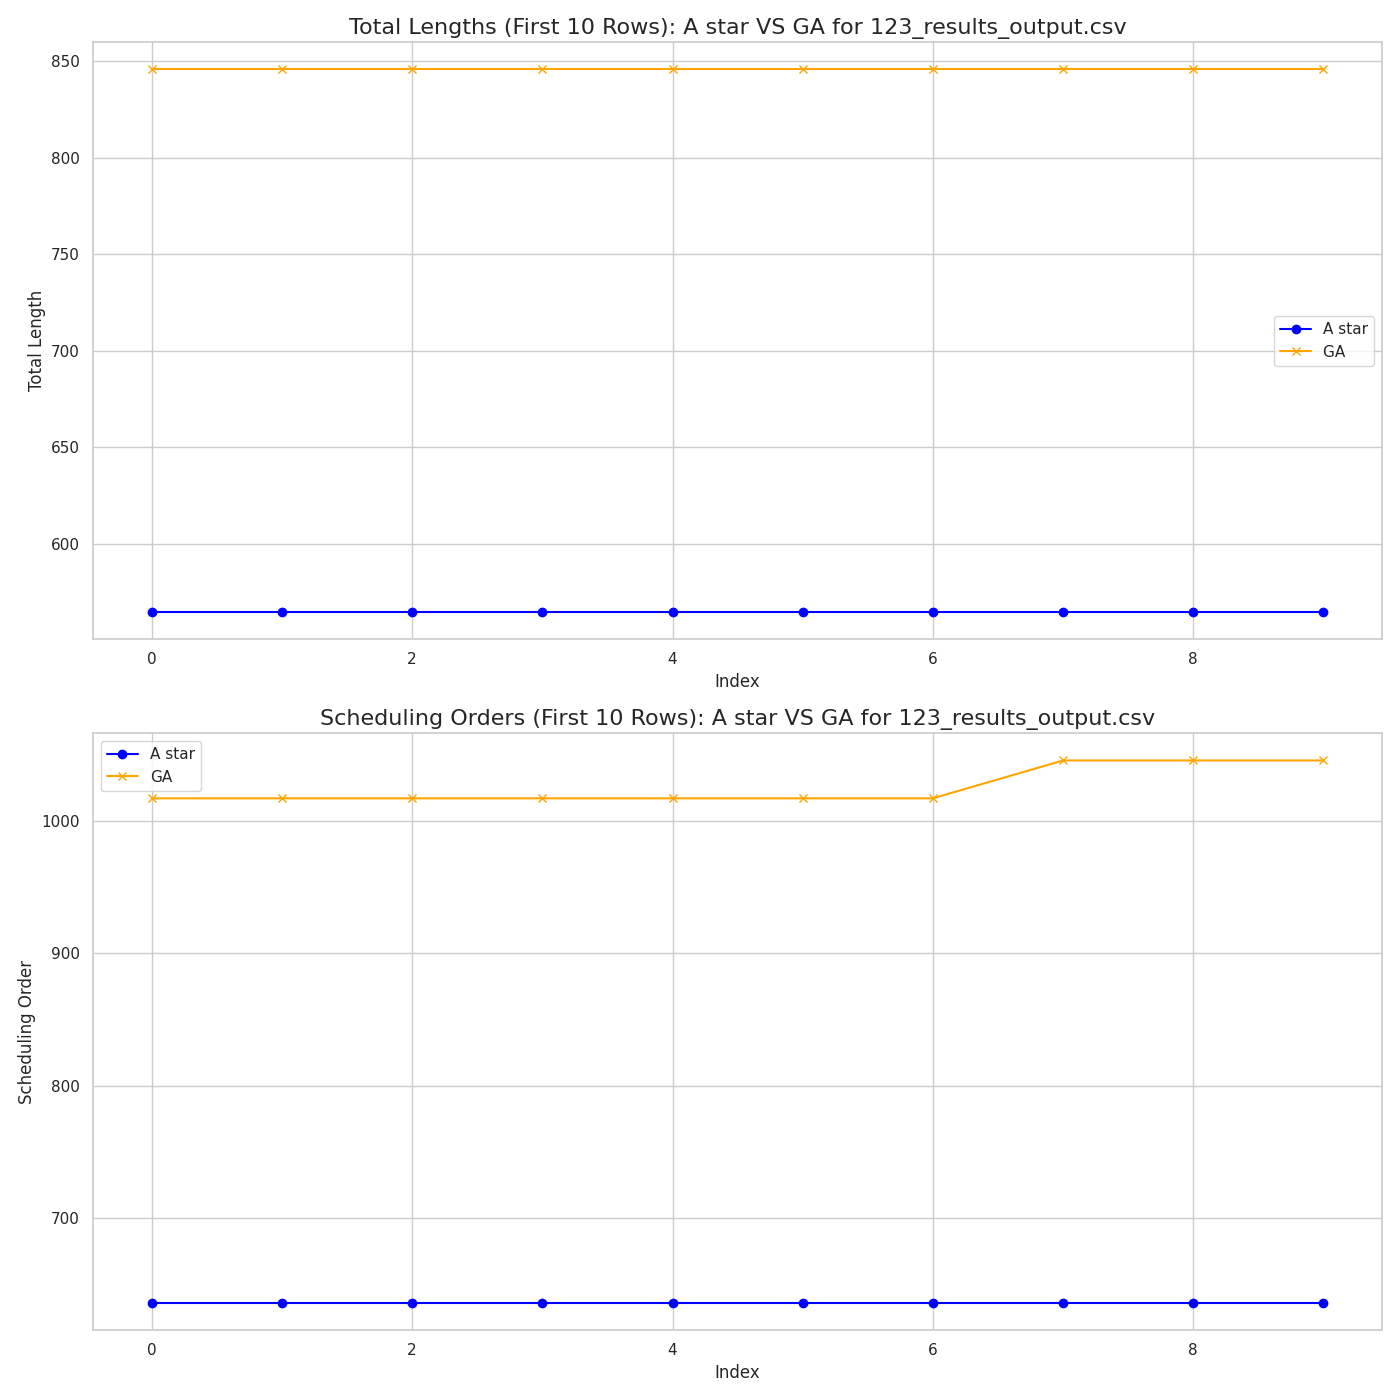 Total Lengths (First 10 Rows): A star VS GA for 123_results_output.csv
850
800
750
700
650
600
Total Length
A star
GA
0
2
4
6
8
Index
Scheduling Orders (First 10 Rows): A star VS GA for 123_results_output.csv
A star
GA
1000
900
800
700
Scheduling Order
0
2
4
6
8
Index